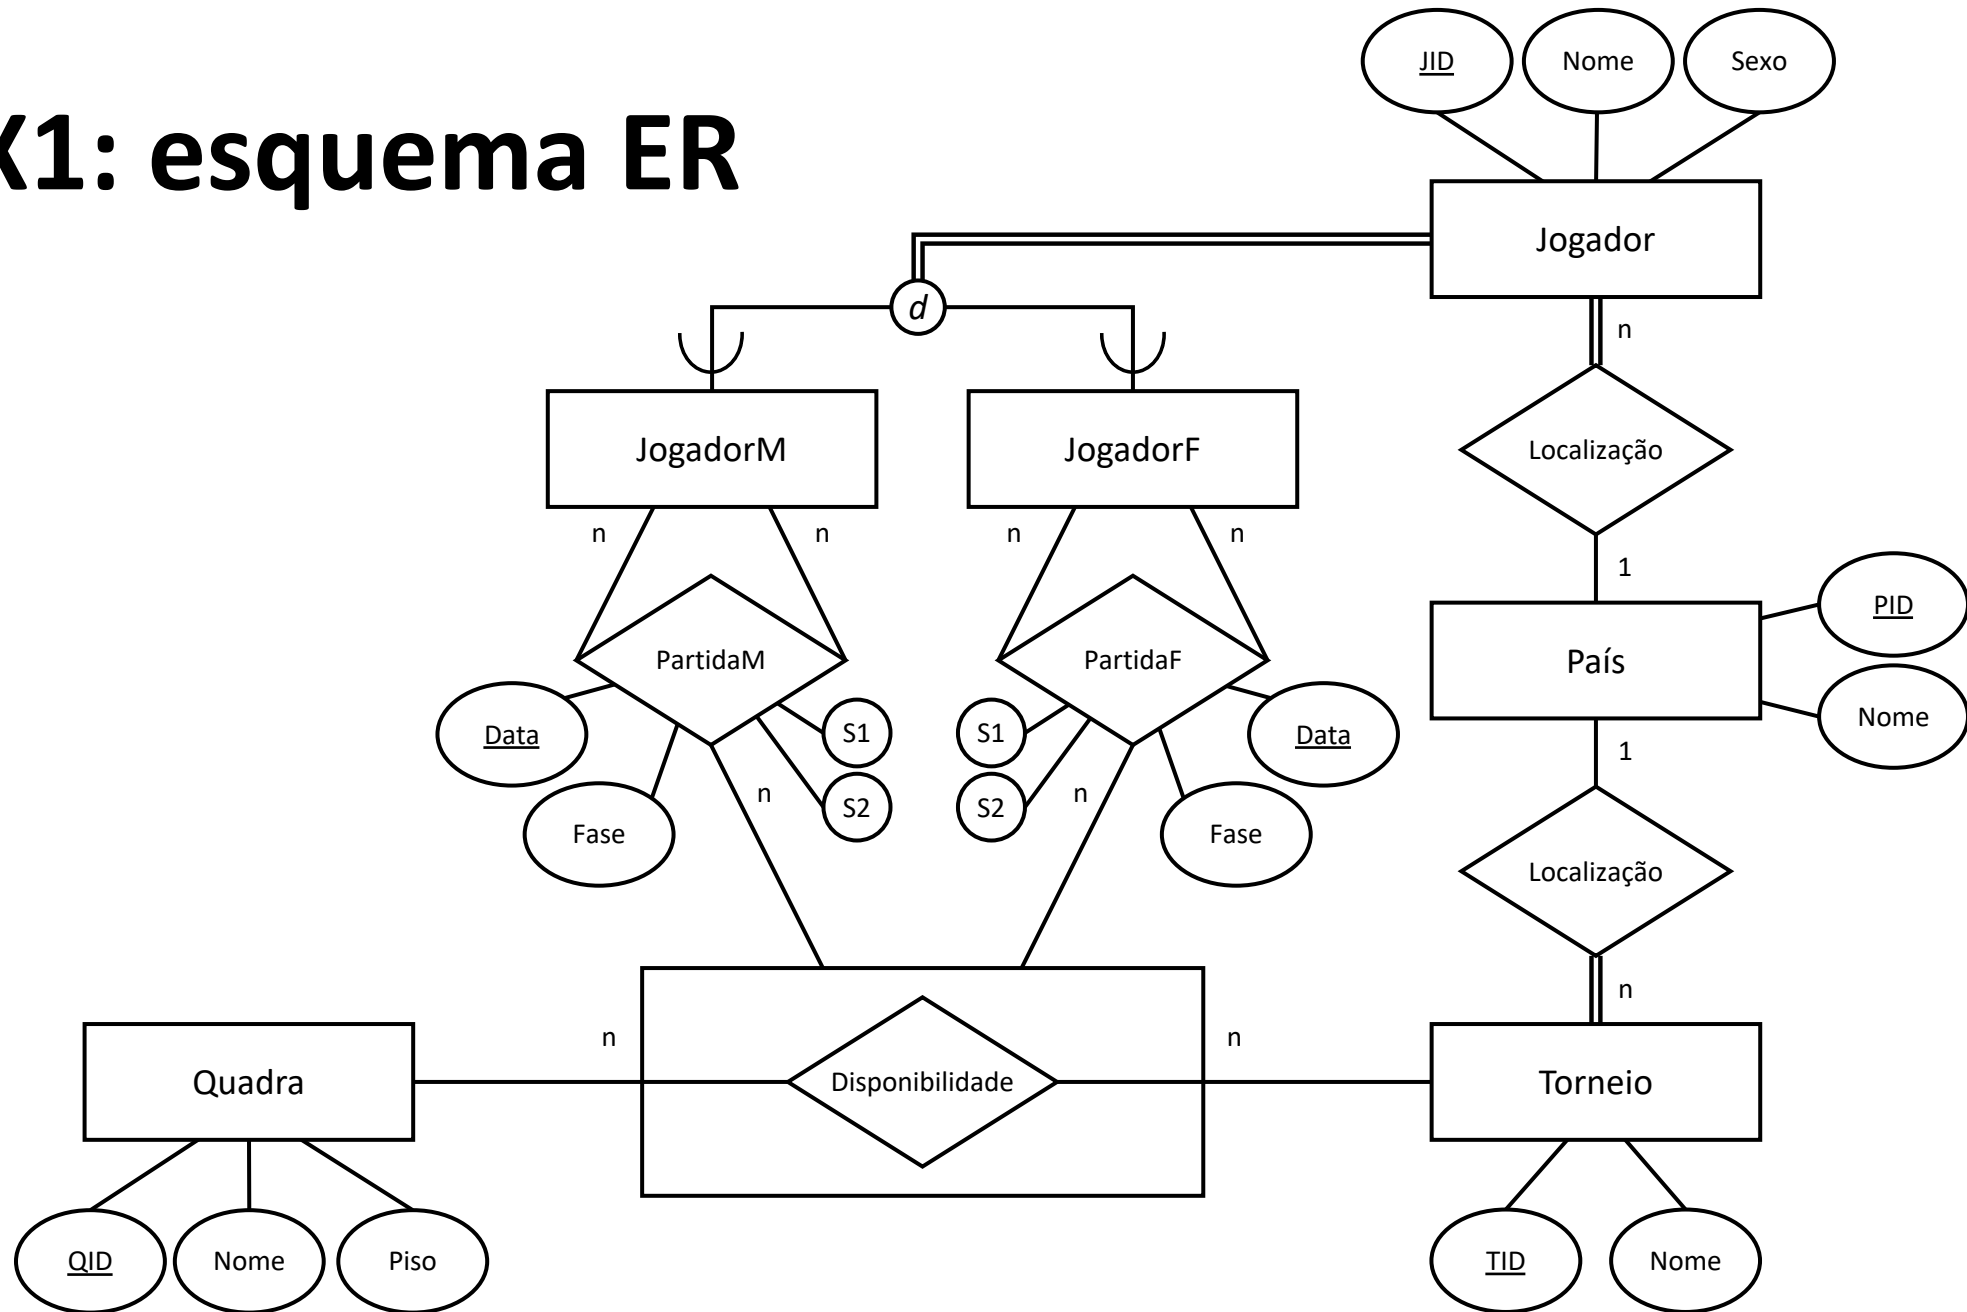 JID Nome Sexo
X1: esquema ER
Jogador
d
n
JogadorM JogadorF Localização
n n n n
1
PID
PartidaM PartidaF País
Data S1 S1 Data Nome
1
n S2 S2 n
Fase Fase
Localização
n
n n
Quadra Disponibilidade Torneio
QID Nome Piso TID Nome